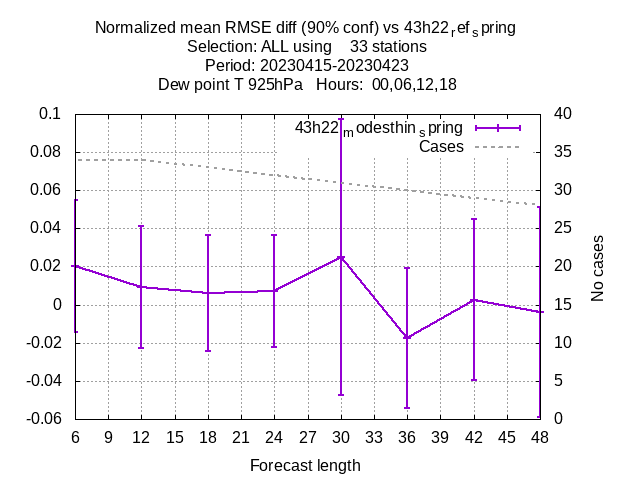 Normalized mean RMSE diff (90% conf) vs 43h22refspring
Selection: ALL using    33 stations
Period: 20230415-20230423
Dew point T 925hPa   Hours:  00,06,12,18
43h22modesthinspring
Cases
0.1
0.08
0.06
0.04
0.02
0
-0.02
-0.04
-0.06
40
35
30
25
20
15
10
5
0
No cases
6 9 12 15 18 21 24 27 30 33 36 39 42 45 48
Forecast length